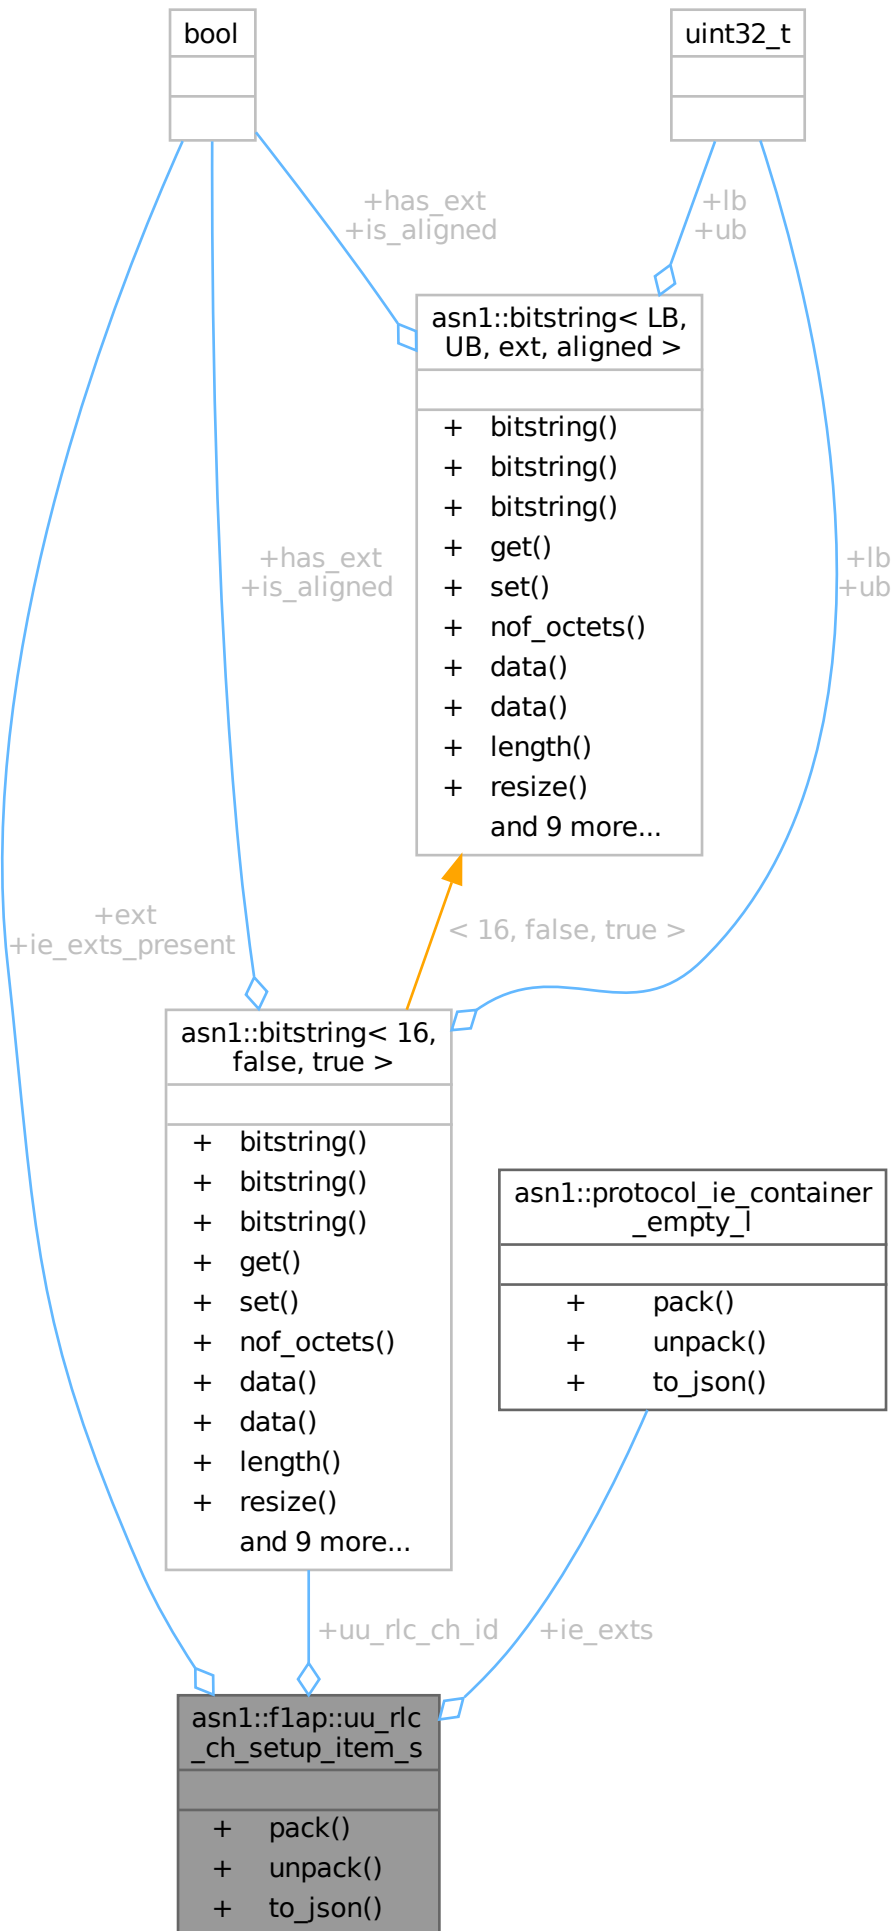 bool
uint32_t
+has_ext
+is_aligned
+lb
+ub
asn1::bitstring< LB,
UB, ext, aligned >
+ bitstring()
+ bitstring()
+ bitstring()
+ get()
+ set()
+ nof_octets()
+ data()
+ data()
+ length()
+ resize()
and 9 more...
+has_ext
+is_aligned
+lb
+ub
+ext
+ie_exts_present
< 16, false, true >
asn1::bitstring< 16,
false, true >
+ bitstring()
+ bitstring()
+ bitstring()
+ get()
+ set()
+ nof_octets()
+ data()
+ data()
+ length()
+ resize()
and 9 more...
asn1::protocol_ie_container
_empty_l
+ pack()
+ unpack()
+ to_json()
+uu_rlc_ch_id
+ie_exts
asn1::f1ap::uu_rlc
_ch_setup_item_s
+ pack()
+ unpack()
+ to_json()